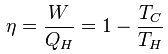 η = W/Q_H = 1 − T_C/T_H